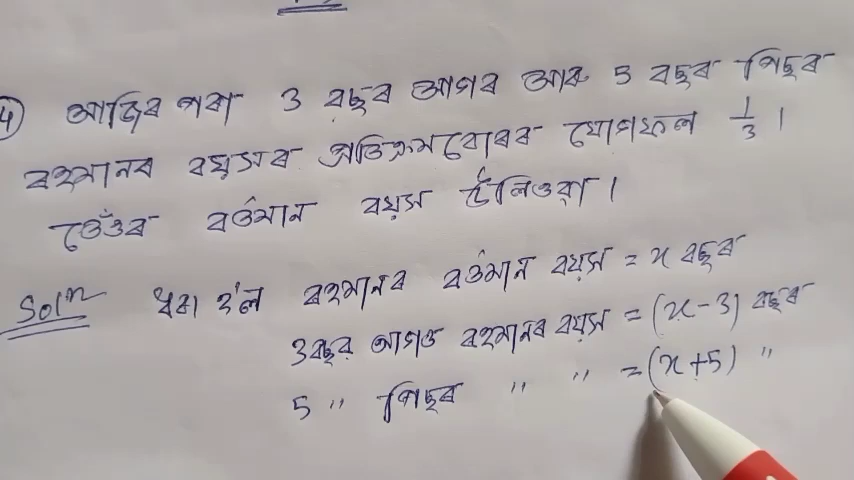 4) আজিৰ পৰা 3 বছৰ আগৰ আৰু 5 বছৰ পিছৰ
ৰহমানৰ বয়সৰ প্ৰতিক্ৰমবোৰৰ যোগফল 1/3।
তেওঁৰ বৰ্তমান বয়স উলিওৱা।
Solⁿ ধৰা হ'ল ৰহমানৰ বৰ্তমান বয়স = x বছৰ
3 বছৰ আগত ৰহমানৰ বয়স = (x-3) বছৰ
5 " পিছৰ " " = (x+5) "